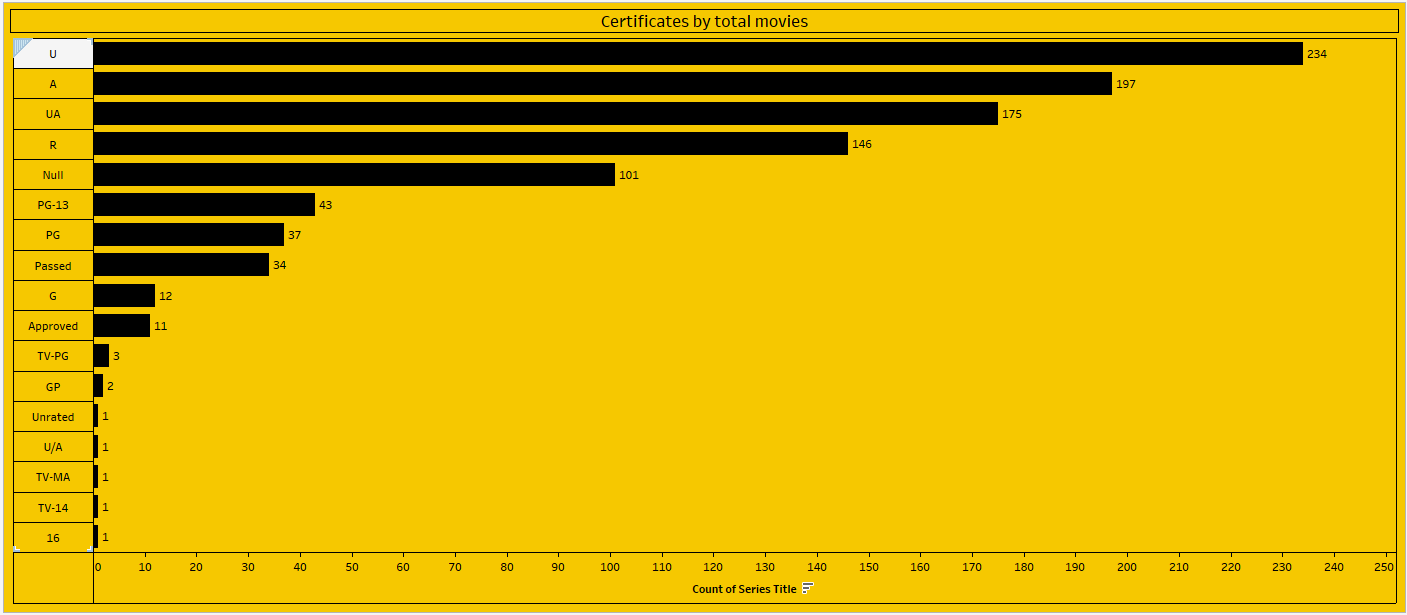 Certificates by total movies
U 234
A 197
UA 175
R 146
Null 101
PG-13 43
PG 37
Passed 34
G 12
Approved 11
TV-PG 3
GP 2
Unrated 1
U/A 1
TV-MA 1
TV-14 1
16 1
0 10 20 30 40 50 60 70 80 90 100 110 120 130 140 150 160 170 180 190 200 210 220 230 240 250
Count of Series Title